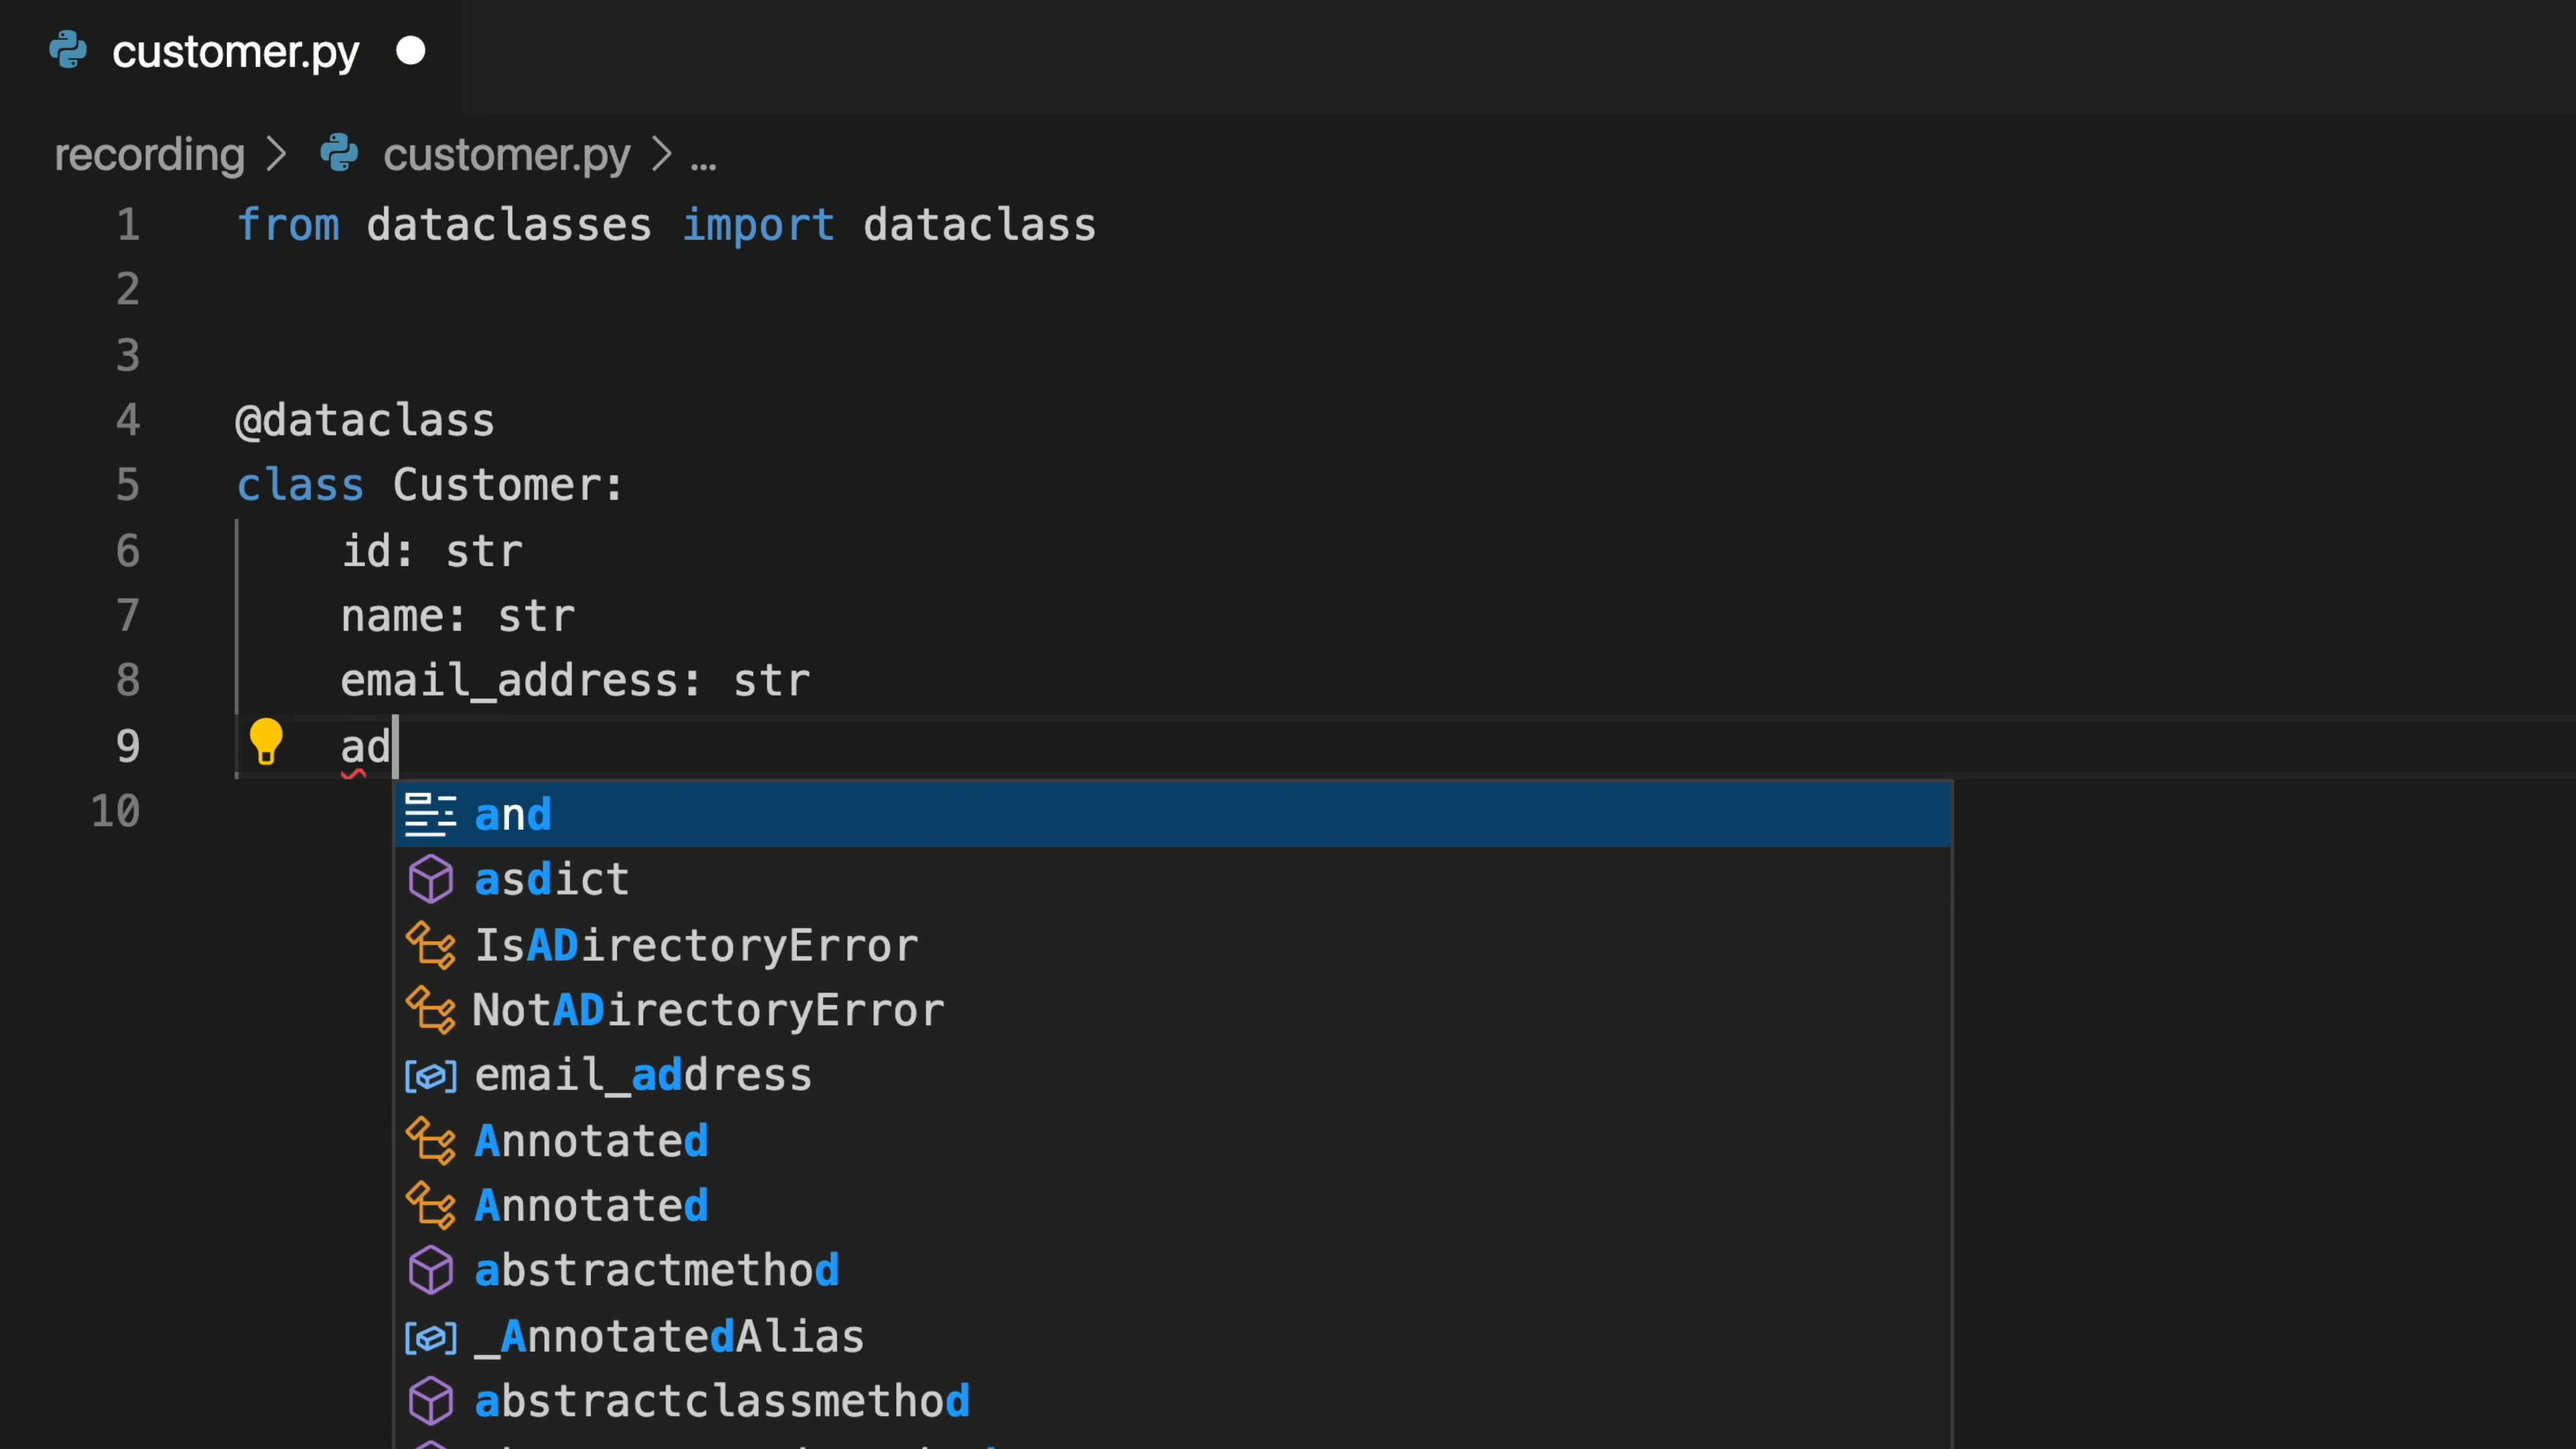 customer.py
recording > customer.py > ...
1 from dataclasses import dataclass
2
3
4 @dataclass
5 class Customer:
6     id: str
7     name: str
8     email_address: str
9     ad
10
and
asdict
IsADirectoryError
NotADirectoryError
email_address
Annotated
Annotated
abstractmethod
_AnnotatedAlias
abstractclassmethod